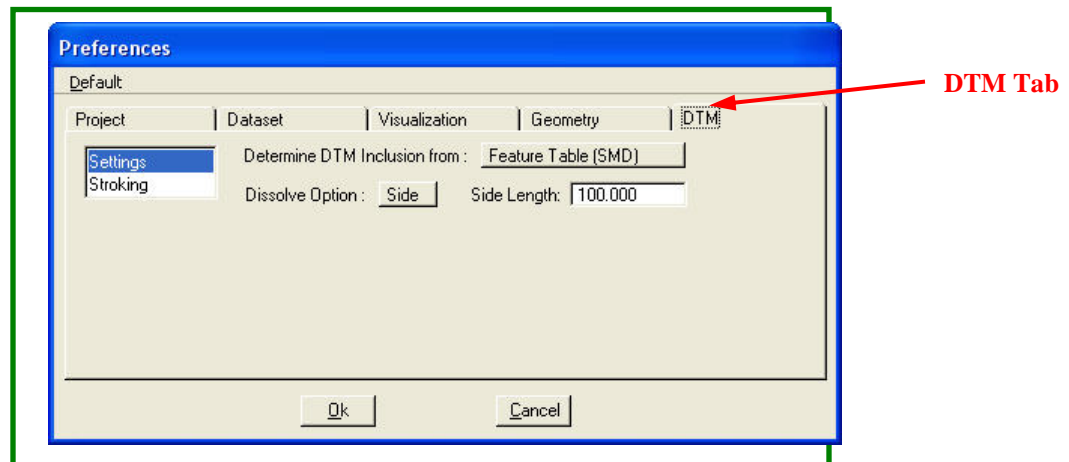 Preferences
Default
DTM Tab
Project Dataset Visualization Geometry DTM
Settings
Stroking
Determine DTM Inclusion from : Feature Table (SMD)
Dissolve Option : Side Side Length: 100.000
Ok Cancel